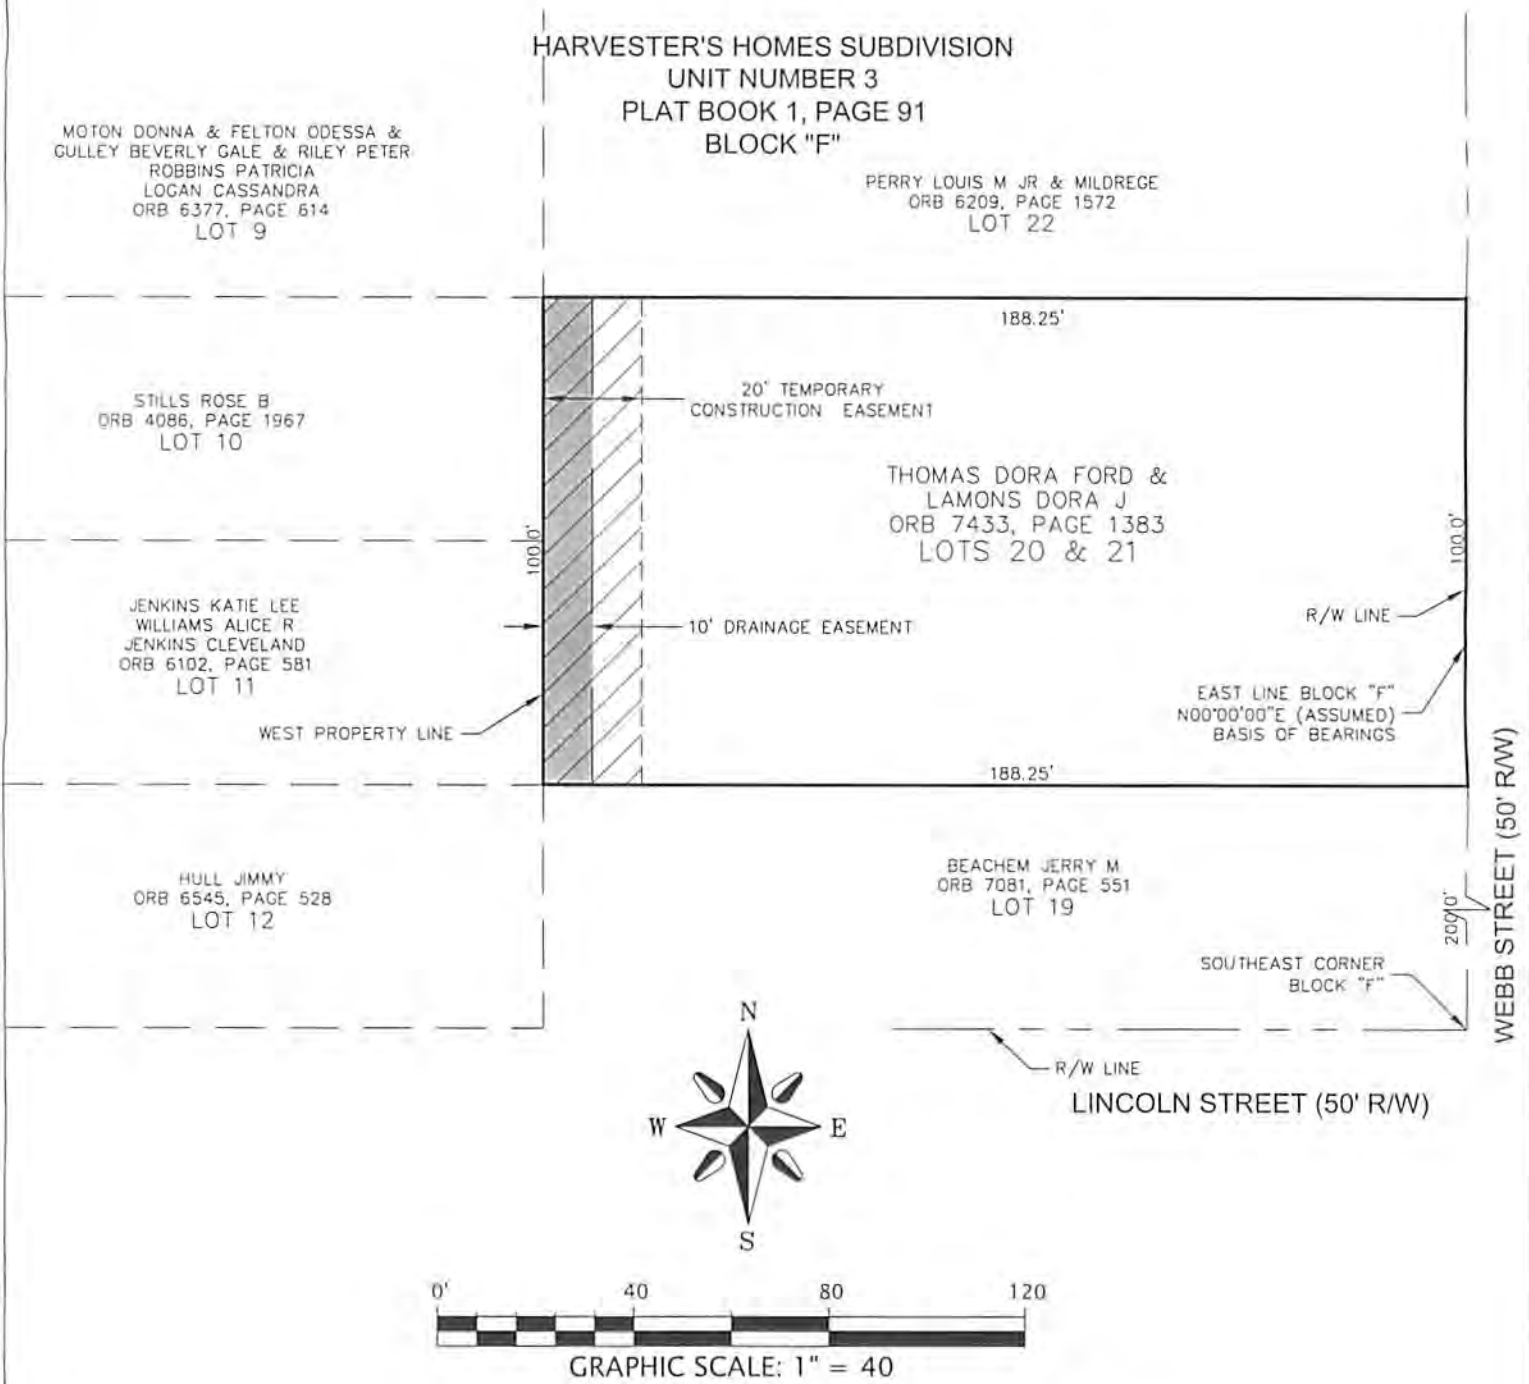 HARVESTER'S HOMES SUBDIVISION
UNIT NUMBER 3
PLAT BOOK 1, PAGE 91
BLOCK "F"
MOTON DONNA & FELTON ODESSA &
GULLEY BEVERLY GALE & RILEY PETER
ROBBINS PATRICIA
LOGAN CASSANDRA
ORB 6377, PAGE 614
LOT 9
PERRY LOUIS M JR & MILDREGE
ORB 6209, PAGE 1572
LOT 22
188.25'
STILLS ROSE B
ORB 4086, PAGE 1967
LOT 10
20' TEMPORARY
CONSTRUCTION EASEMENT
THOMAS DORA FORD &
LAMONS DORA J
ORB 7433, PAGE 1383
LOTS 20 & 21
100.0'
100.0'
JENKINS KATIE LEE
WILLIAMS ALICE R
JENKINS CLEVELAND
ORB 6102, PAGE 581
LOT 11
10' DRAINAGE EASEMENT
R/W LINE
WEST PROPERTY LINE
EAST LINE BLOCK "F"
N00°00'00"E (ASSUMED)
BASIS OF BEARINGS
188.25'
WEBB STREET (50' R/W)
HULL JIMMY
ORB 6545, PAGE 528
LOT 12
BEACHEM JERRY M
ORB 7081, PAGE 551
LOT 19
200.0'
SOUTHEAST CORNER
BLOCK "F"
R/W LINE
LINCOLN STREET (50' R/W)
N
W E
S
0' 40 80 120
GRAPHIC SCALE: 1" = 40